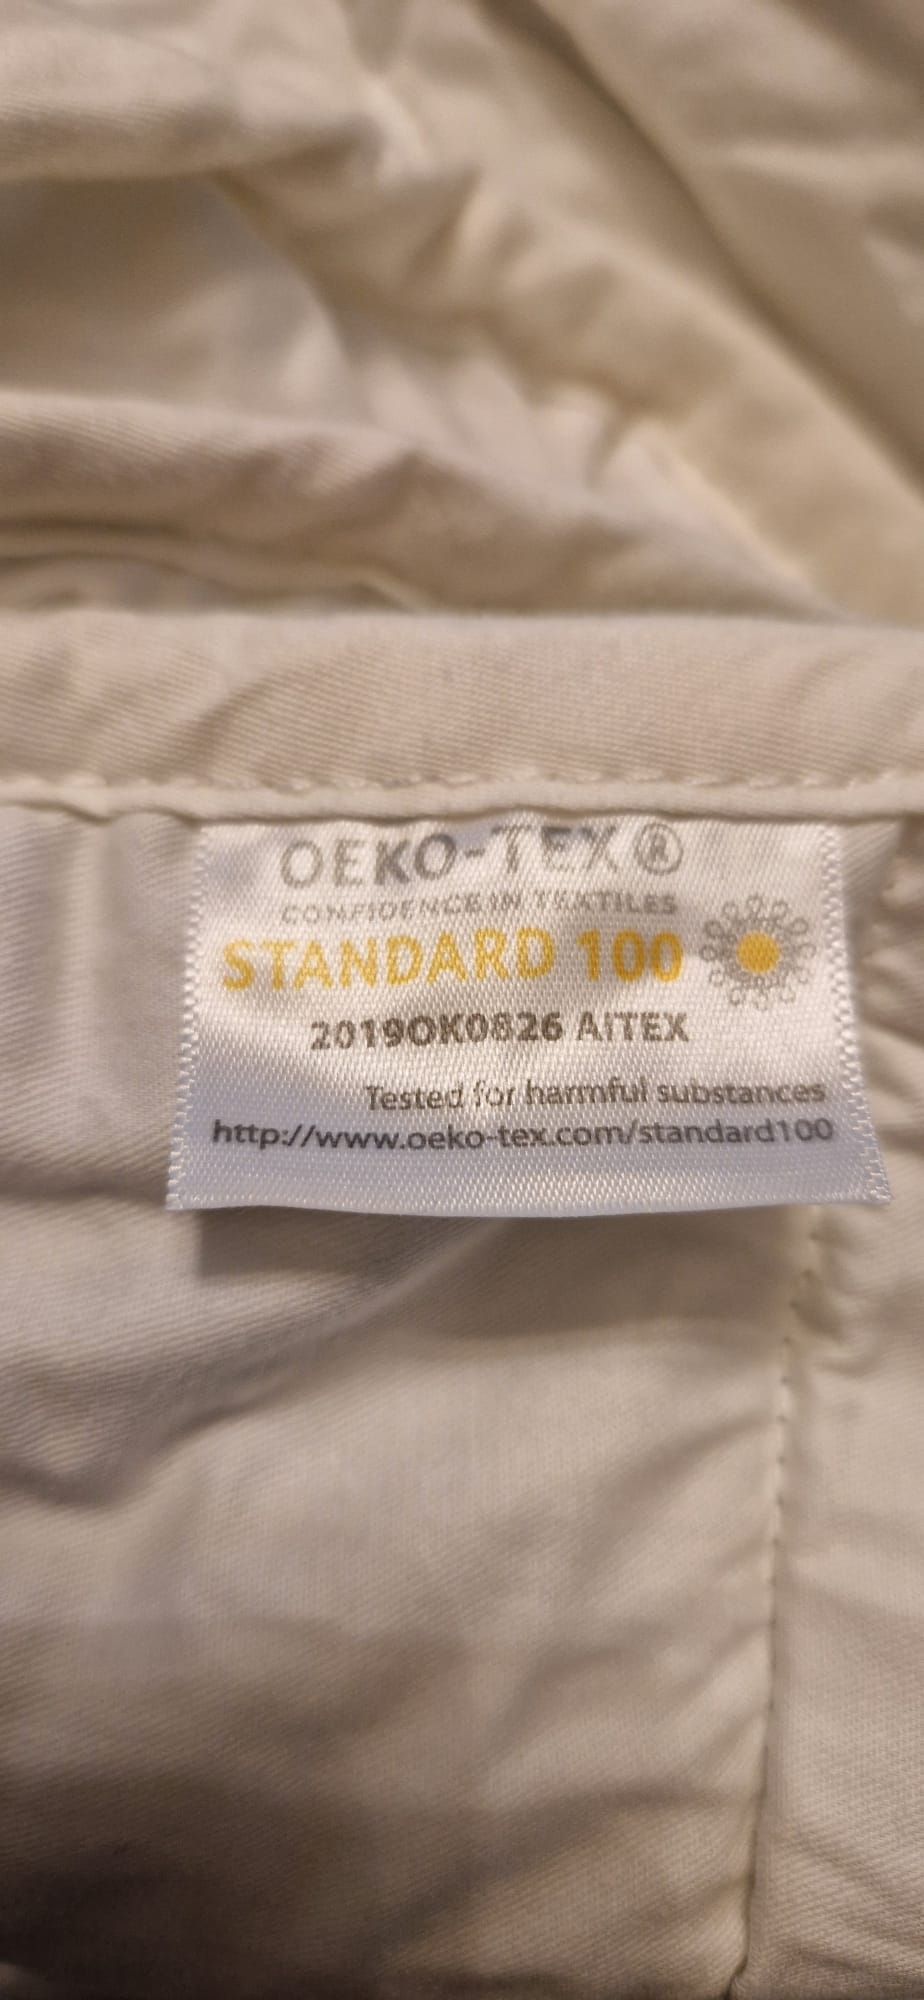 OEKO-TEX®
CONFIDENCE IN TEXTILES
STANDARD 100
2019OK0826 AITEX
Tested for harmful substances
http://www.oeko-tex.com/standard100